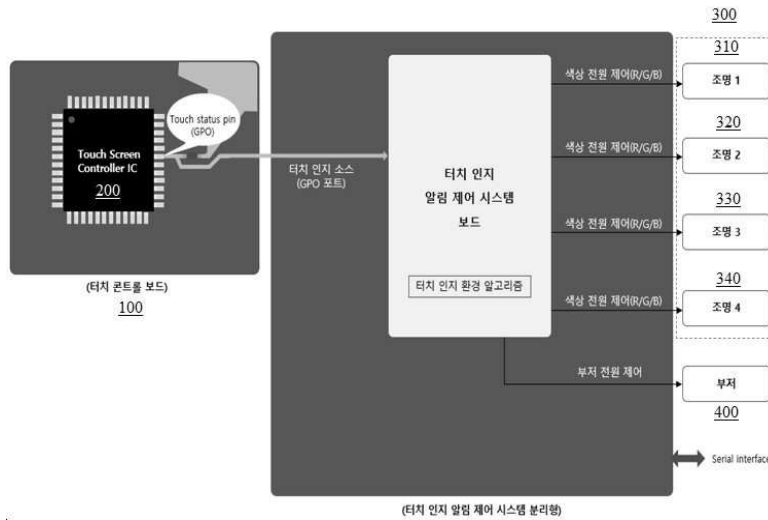 300
310
색상 전원 제어(R/G/B)
조명 1
Touch status pin
(GPO)
320
색상 전원 제어(R/G/B)
조명 2
Touch Screen
Controller IC
200
터치 인지 소스
(GPO 포트)
터치 인지
알림 제어 시스템
보드
330
색상 전원 제어(R/G/B)
조명 3
(터치 콘트롤 보드)
100
터치 인지 환경 알고리즘
340
색상 전원 제어(R/G/B)
조명 4
부저 전원 제어
부저
400
Serial interface
(터치 인지 알림 제어 시스템 분리형)